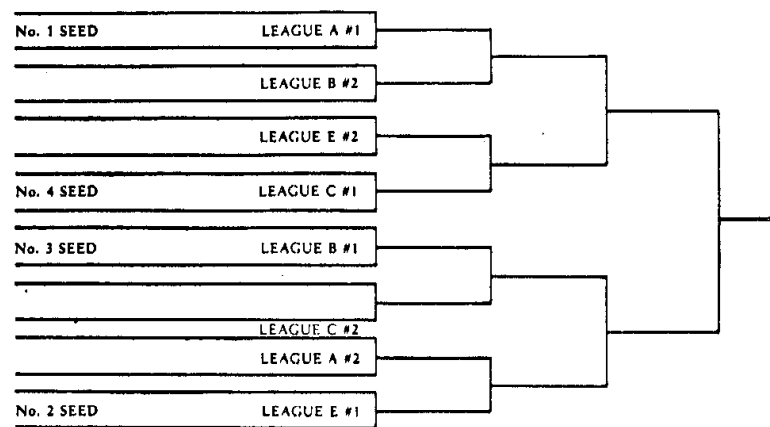 No. 1 SEED LEAGUE A #1
LEAGUE B #2
LEAGUE E #2
No. 4 SEED LEAGUE C #1
No. 3 SEED LEAGUE B #1
LEAGUE C #2
LEAGUE A #2
No. 2 SEED LEAGUE E #1